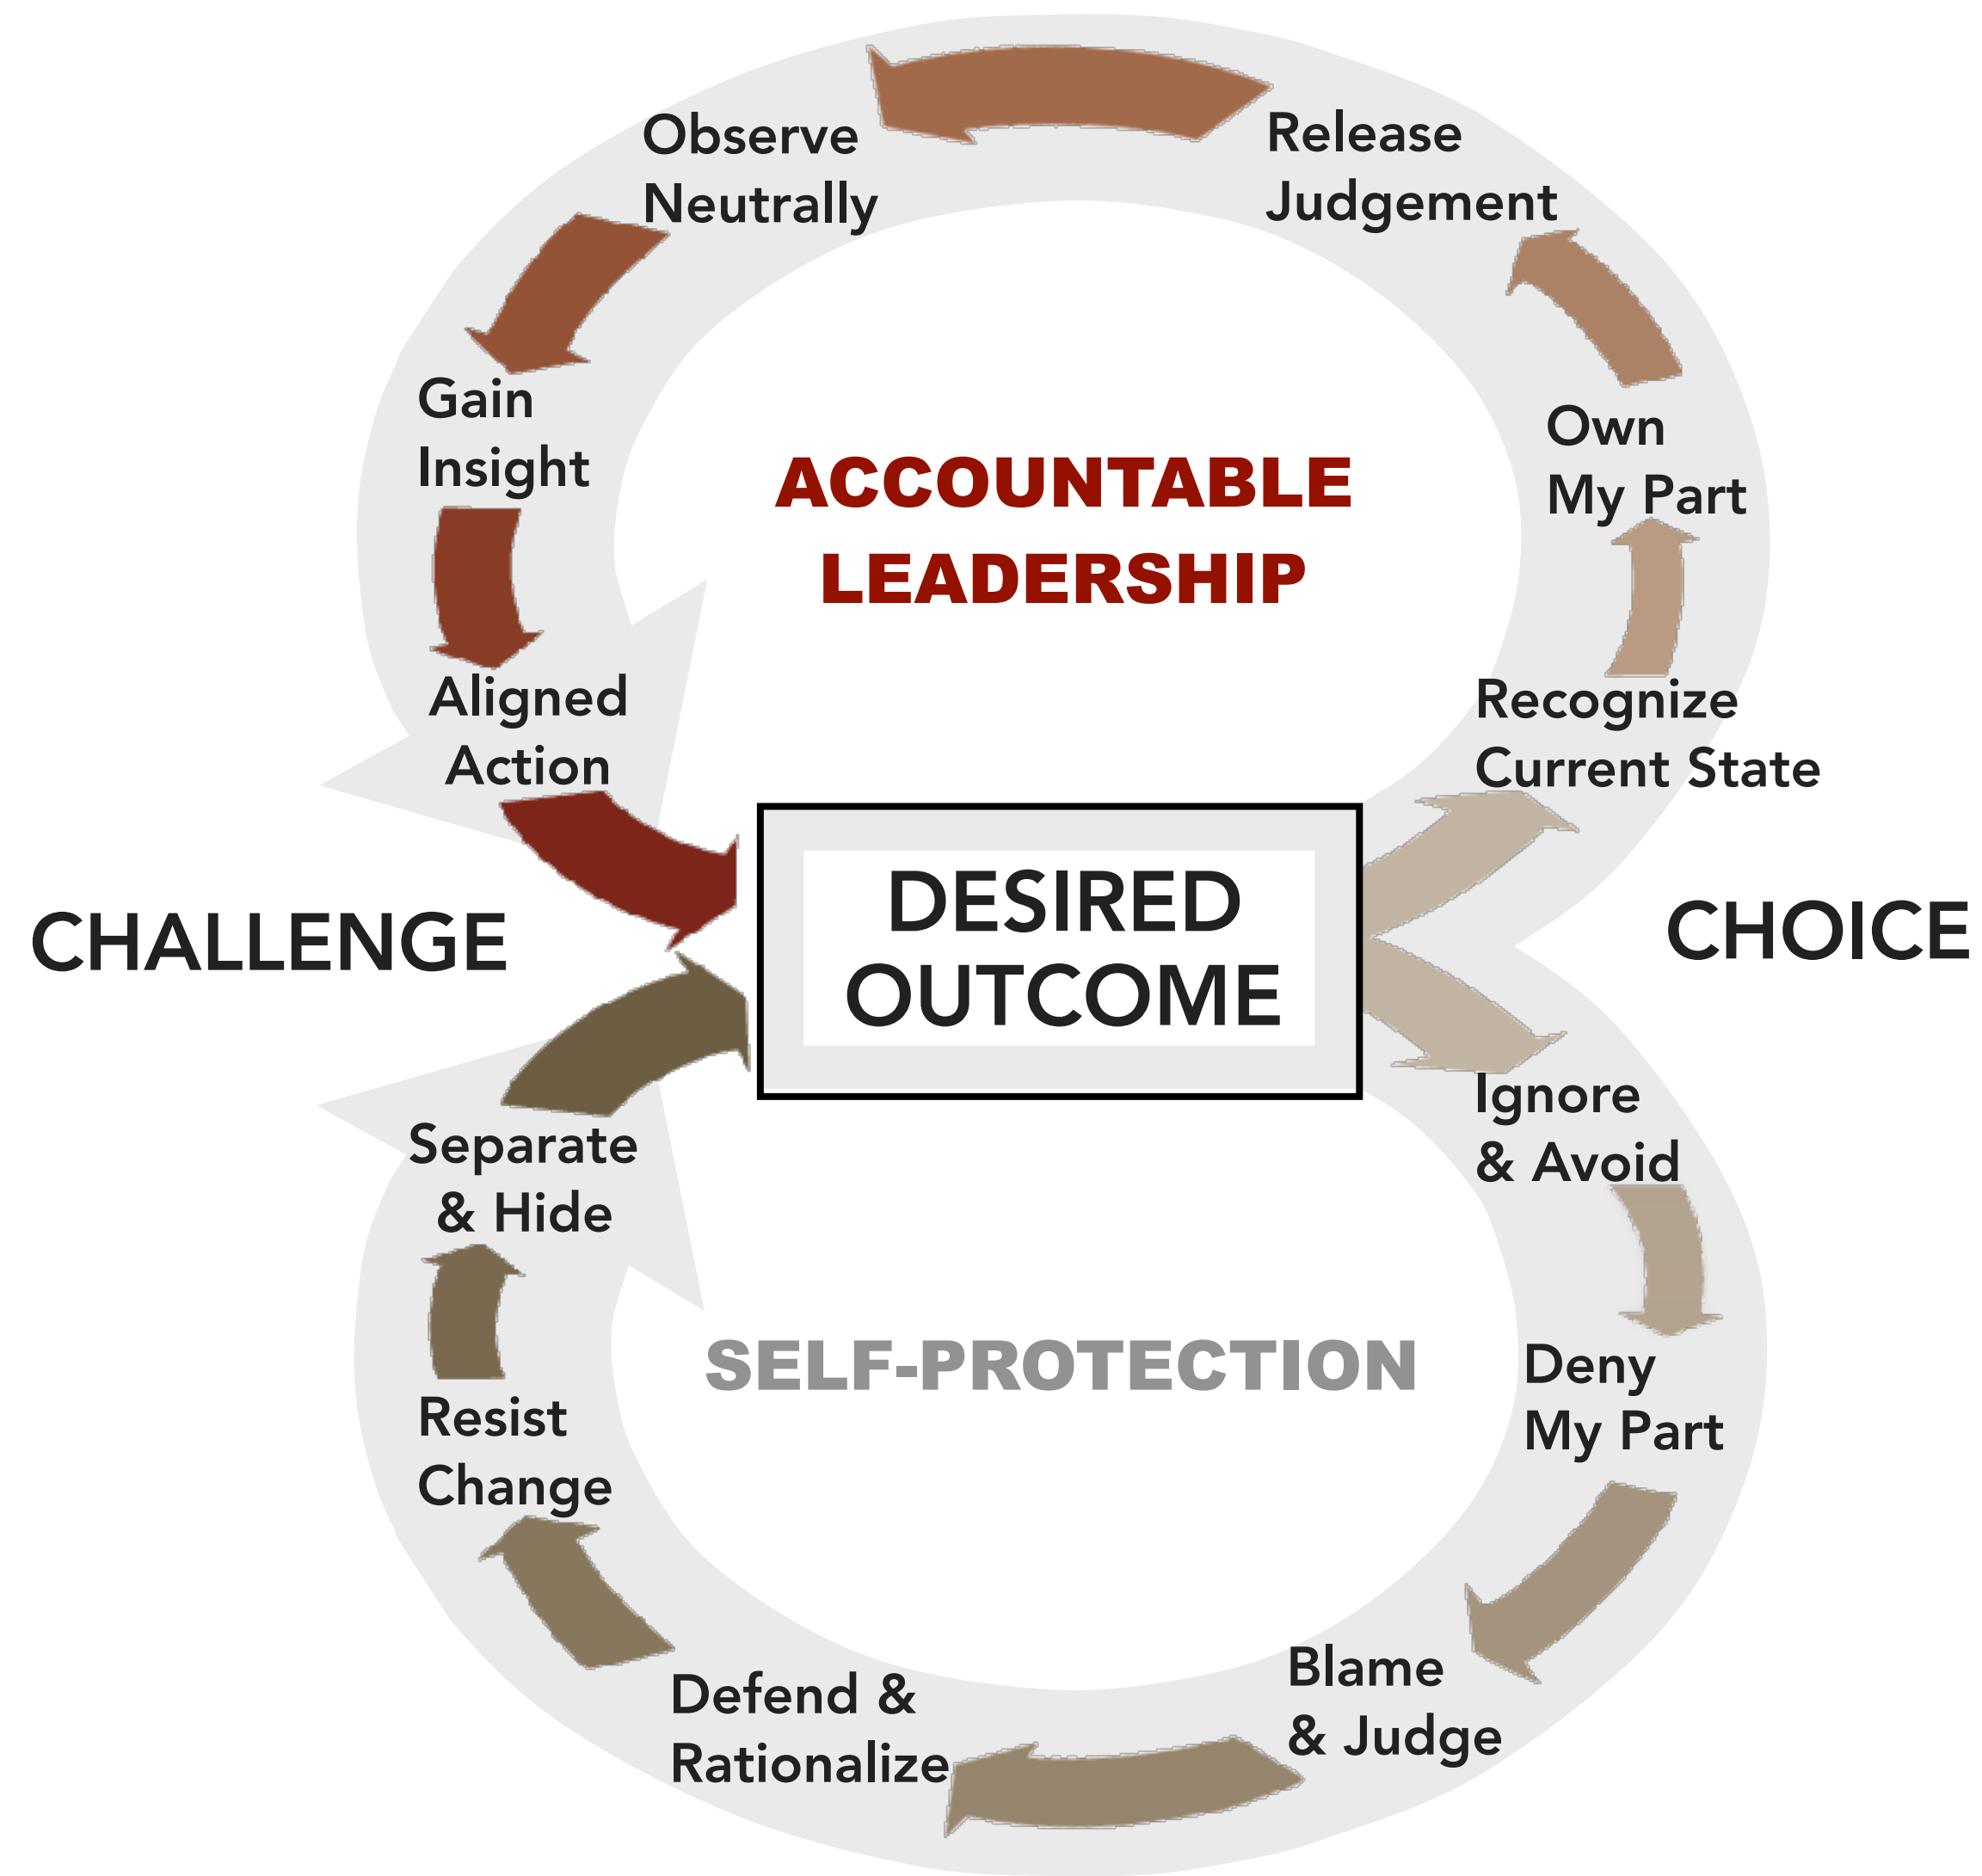 Observe
Neutrally
Release
Judgement
Gain
Insight
Own
My Part
ACCOUNTABLE
LEADERSHIP
Aligned
Action
Recognize
Current State
CHALLENGE
DESIRED
OUTCOME
CHOICE
Separate
& Hide
Ignore
& Avoid
SELF-PROTECTION
Resist
Change
Deny
My Part
Defend &
Rationalize
Blame
& Judge